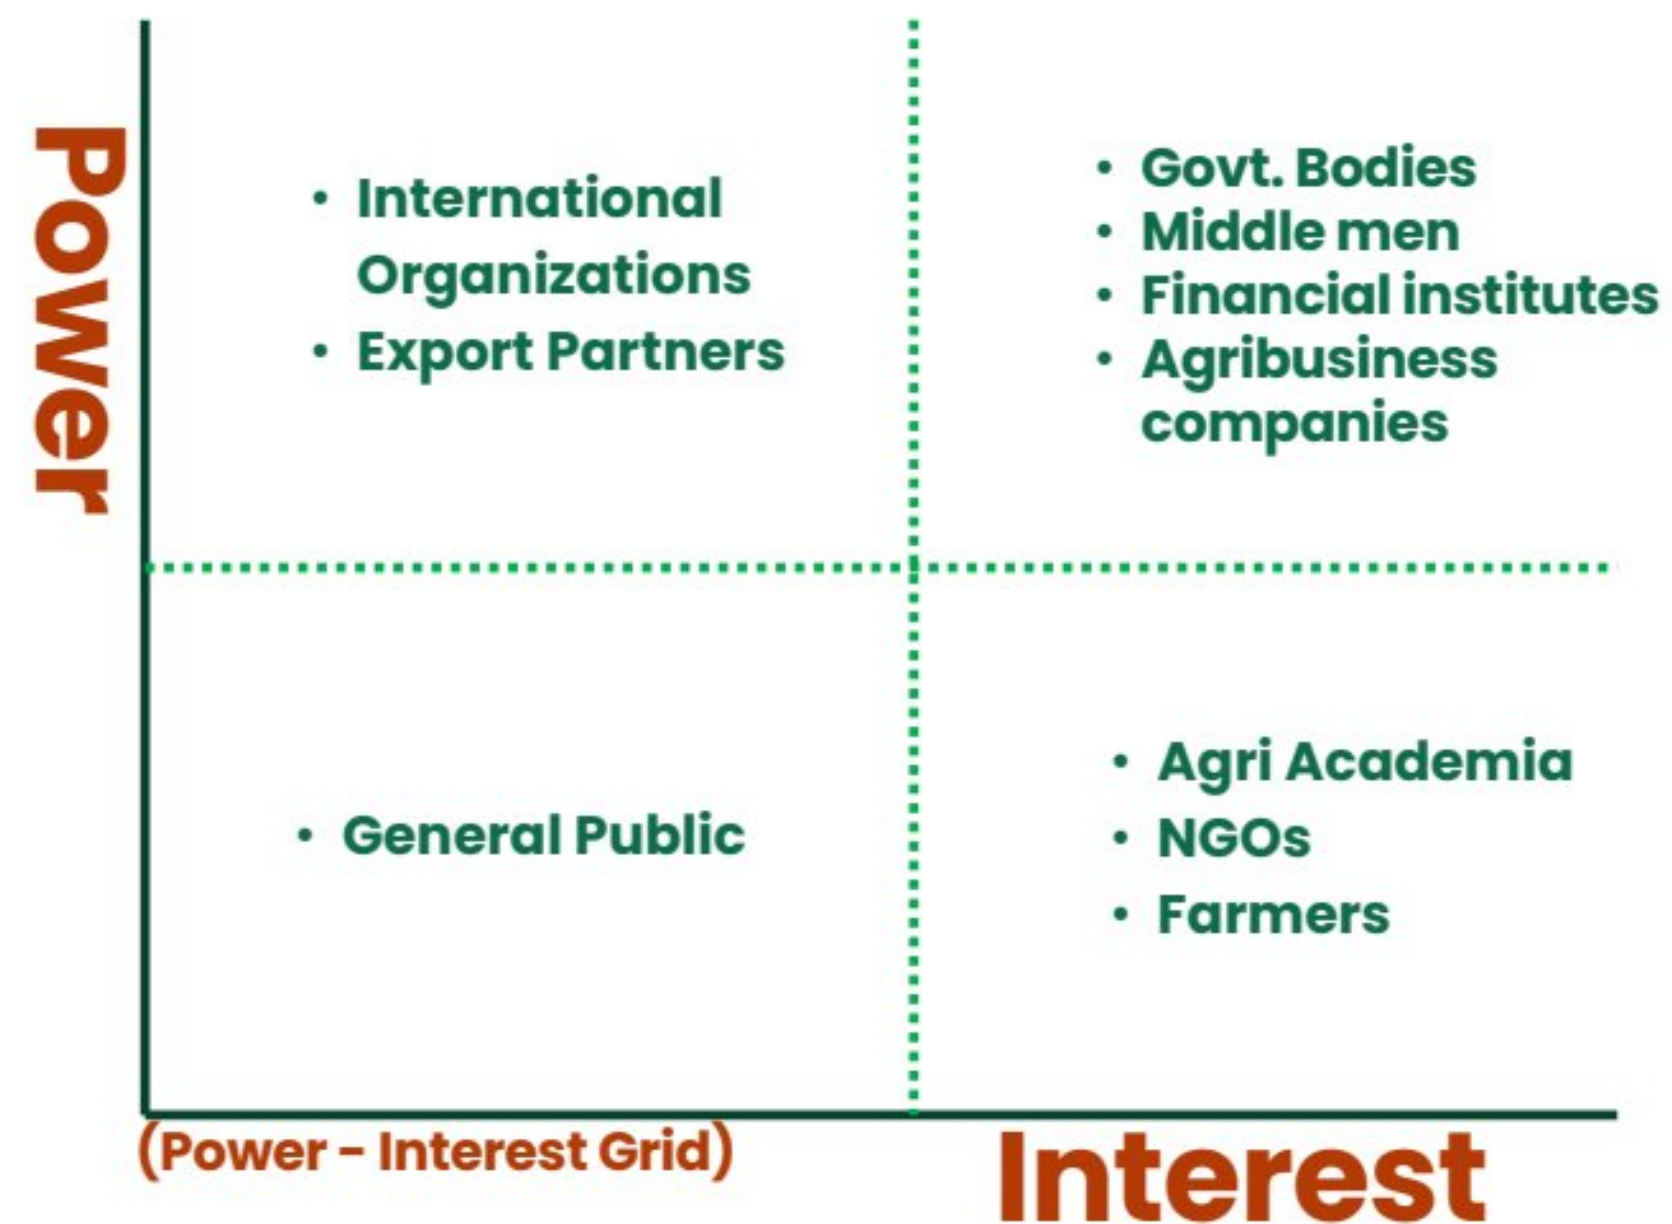 Power
• International
Organizations
• Export Partners
• Govt. Bodies
• Middle men
• Financial institutes
• Agribusiness
companies
• General Public
• Agri Academia
• NGOs
• Farmers
(Power - Interest Grid)
Interest